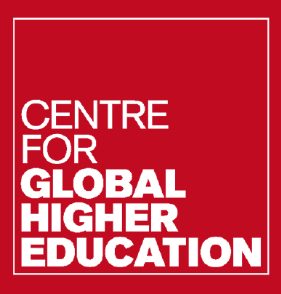 CENTRE
FOR
GLOBAL
HIGHER
EDUCATION